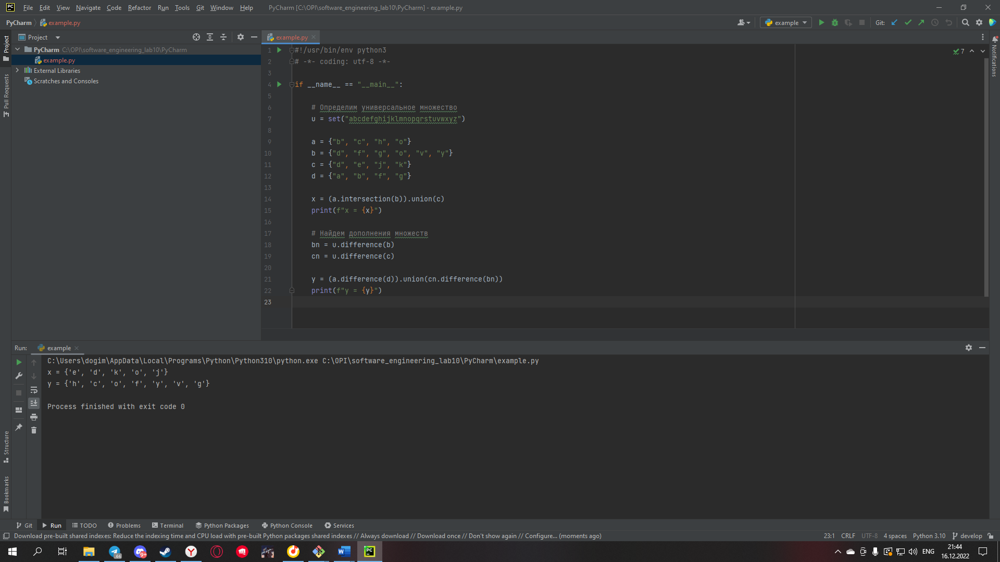 PC File Edit View Navigate Code Refactor Run Tools Git Window Help PyCharm [C:\OPI\software_engineering_lab10\PyCharm] - example.py
PyCharm example.py
example Git:
Project
Project
PyCharm C:\OPI\software_engineering_lab10\PyCharm
example.py
External Libraries
Scratches and Consoles
Pull Requests
example.py
7
Notifications
1 #!/usr/bin/env python3
2 # -*- coding: utf-8 -*-
3
4 if __name__ == "__main__":
5
6 # Определим универсальное множество
7 u = set("abcdefghijklmnopqrstuvwxyz")
8
9 a = {"b", "c", "h", "o"}
10 b = {"d", "f", "g", "o", "v", "y"}
11 c = {"d", "e", "j", "k"}
12 d = {"a", "b", "f", "g"}
13
14 x = (a.intersection(b)).union(c)
15 print(f"x = {x}")
16
17 # Найдем дополнения множеств
18 bn = u.difference(b)
19 cn = u.difference(c)
20
21 y = (a.difference(d)).union(cn.difference(bn))
22 print(f"y = {y}")
23
Run: example
C:\Users\dogim\AppData\Local\Programs\Python\Python310\python.exe C:\OPI\software_engineering_lab10\PyCharm\example.py
x = {'e', 'd', 'k', 'o', 'j'}
y = {'h', 'c', 'o', 'f', 'y', 'v', 'g'}
Process finished with exit code 0
Structure
Bookmarks
Git Run TODO Problems Terminal Python Packages Python Console Services
Download pre-built shared indexes: Reduce the indexing time and CPU load with pre-built Python packages shared indexes // Always download // Download once // Don't show again // Configure... (moments ago)
23:1 CRLF UTF-8 4 spaces Python 3.10 develop
.66 9+ W PC ENG
21:44
16.12.2022